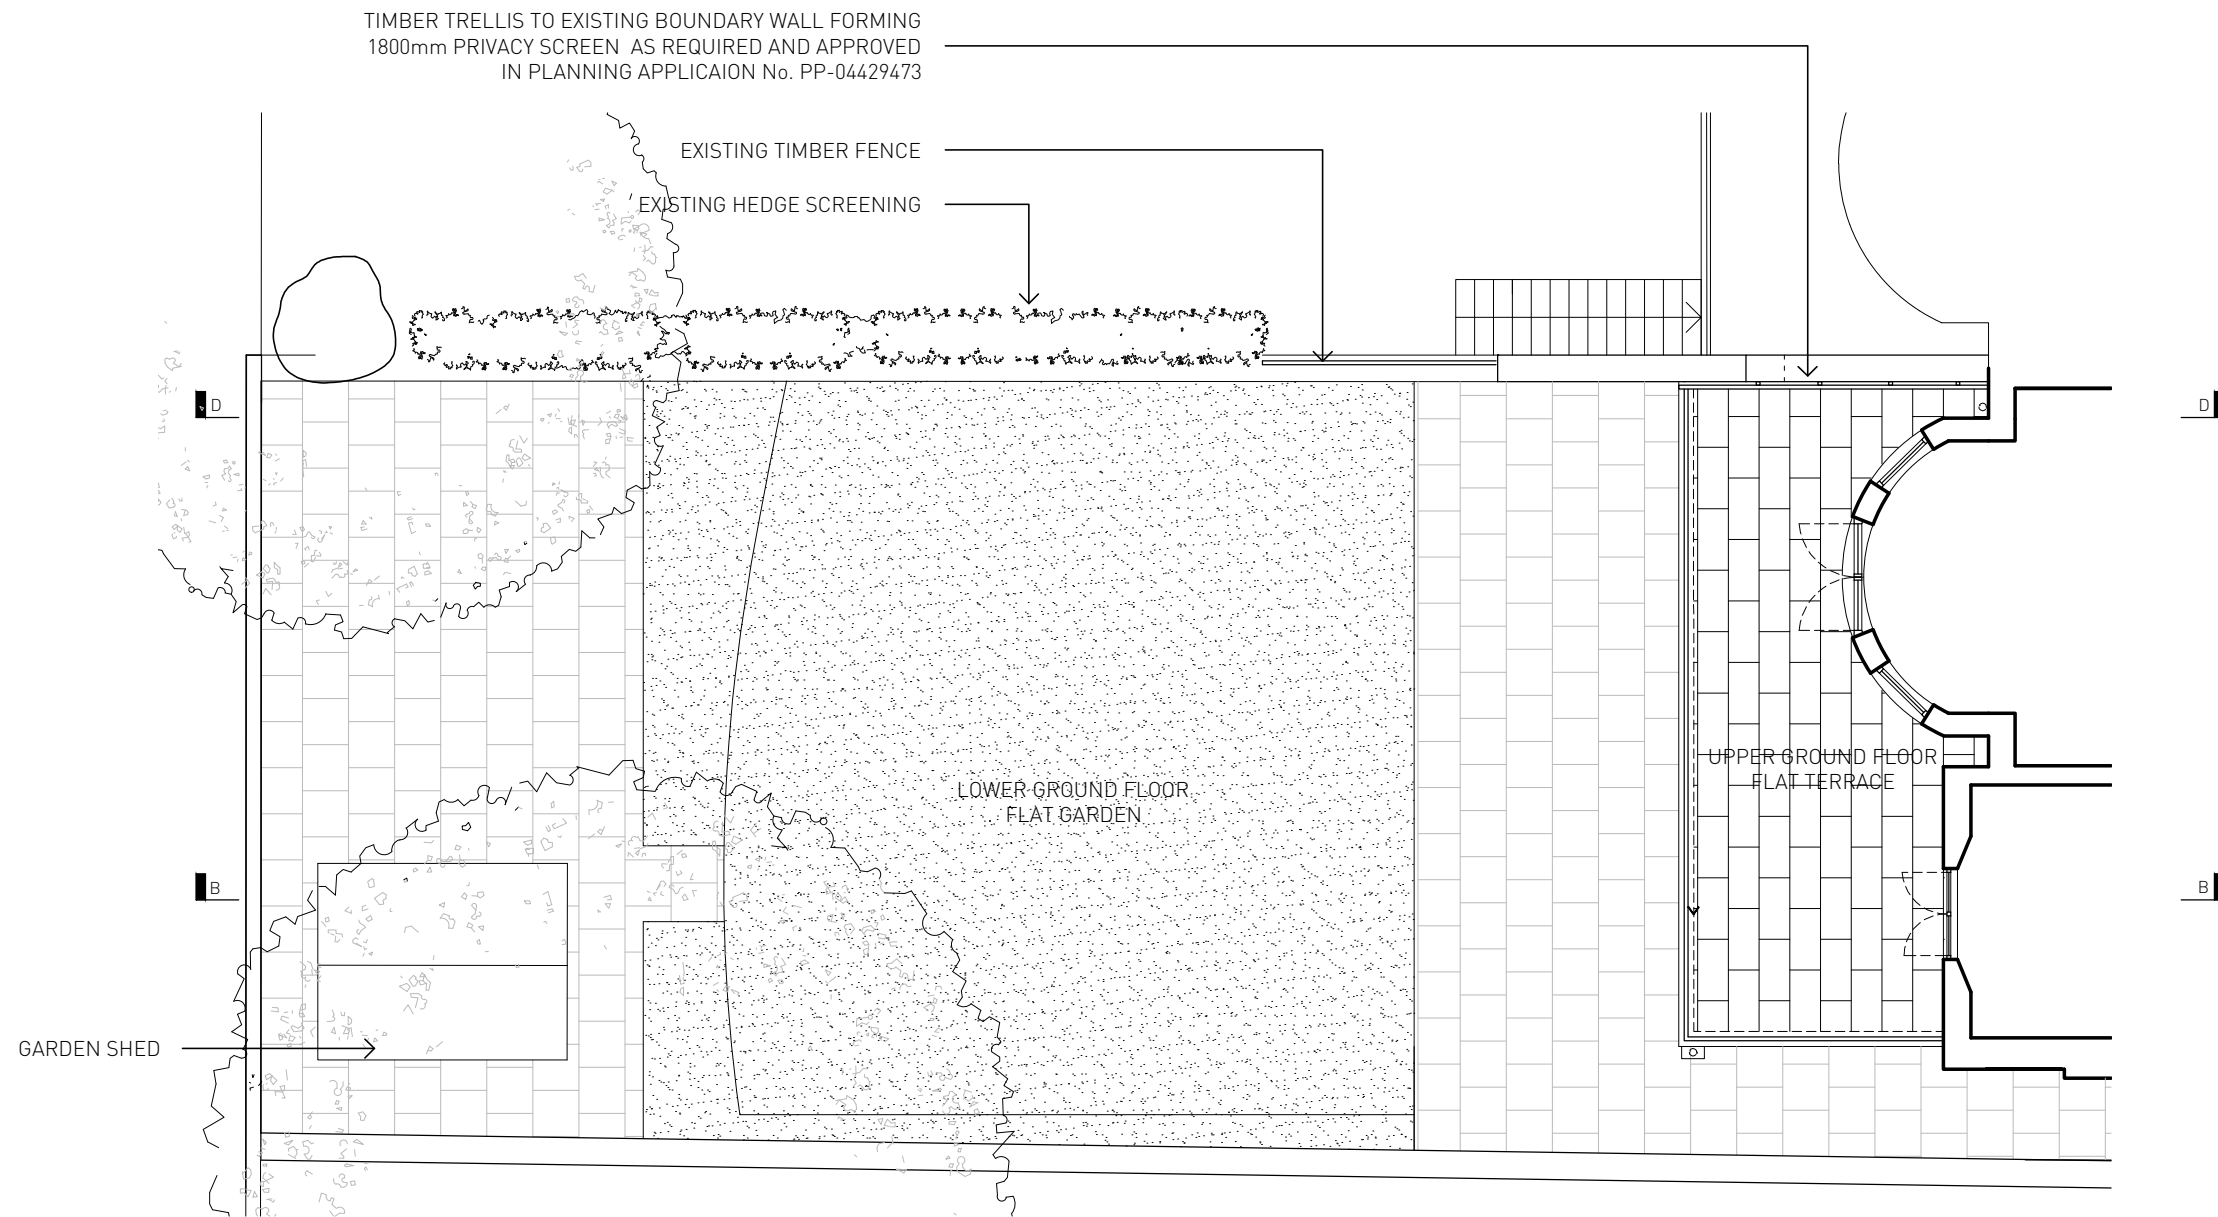 TIMBER TRELLIS TO EXISTING BOUNDARY WALL FORMING
1800mm PRIVACY SCREEN AS REQUIRED AND APPROVED
IN PLANNING APPLICAION No. PP-04429473
EXISTING TIMBER FENCE
EXISTING HEDGE SCREENING
D
D
UPPER GROUND FLOOR
FLAT TERRACE
LOWER GROUND FLOOR
FLAT GARDEN
B
B
GARDEN SHED